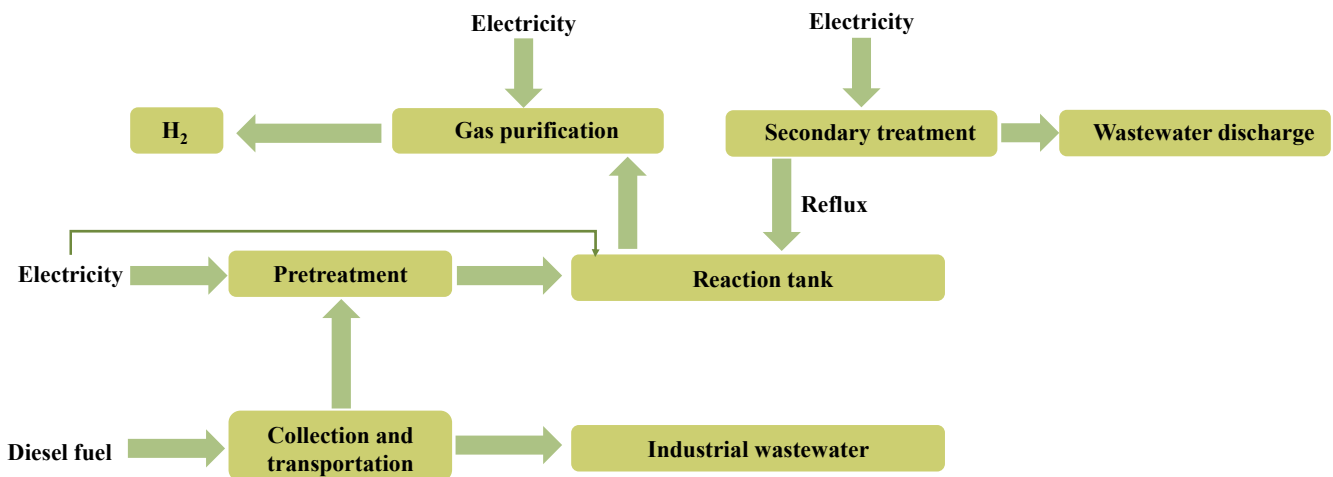 Electricity
Electricity
H₂
Gas purification
Secondary treatment
Wastewater discharge
Reflux
Electricity
Pretreatment
Reaction tank
Diesel fuel
Collection and
transportation
Industrial wastewater